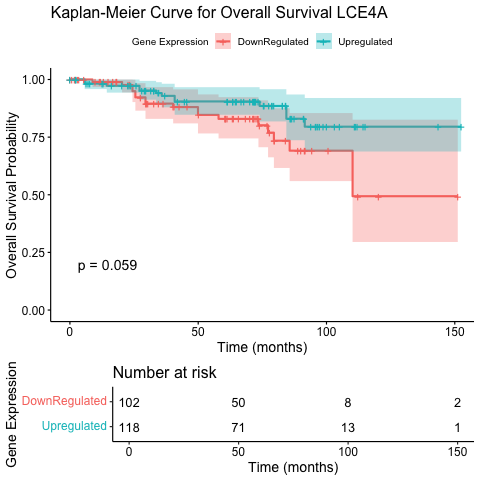 Kaplan-Meier Curve for Overall Survival LCE4A
Gene Expression DownRegulated Upregulated
Overall Survival Probability
1.00
0.75
0.50
0.25
0.00
p = 0.059
0 50 100 150
Time (months)
Number at risk
Gene Expression
DownRegulated 102 50 8 2
Upregulated 118 71 13 1
0 50 100 150
Time (months)